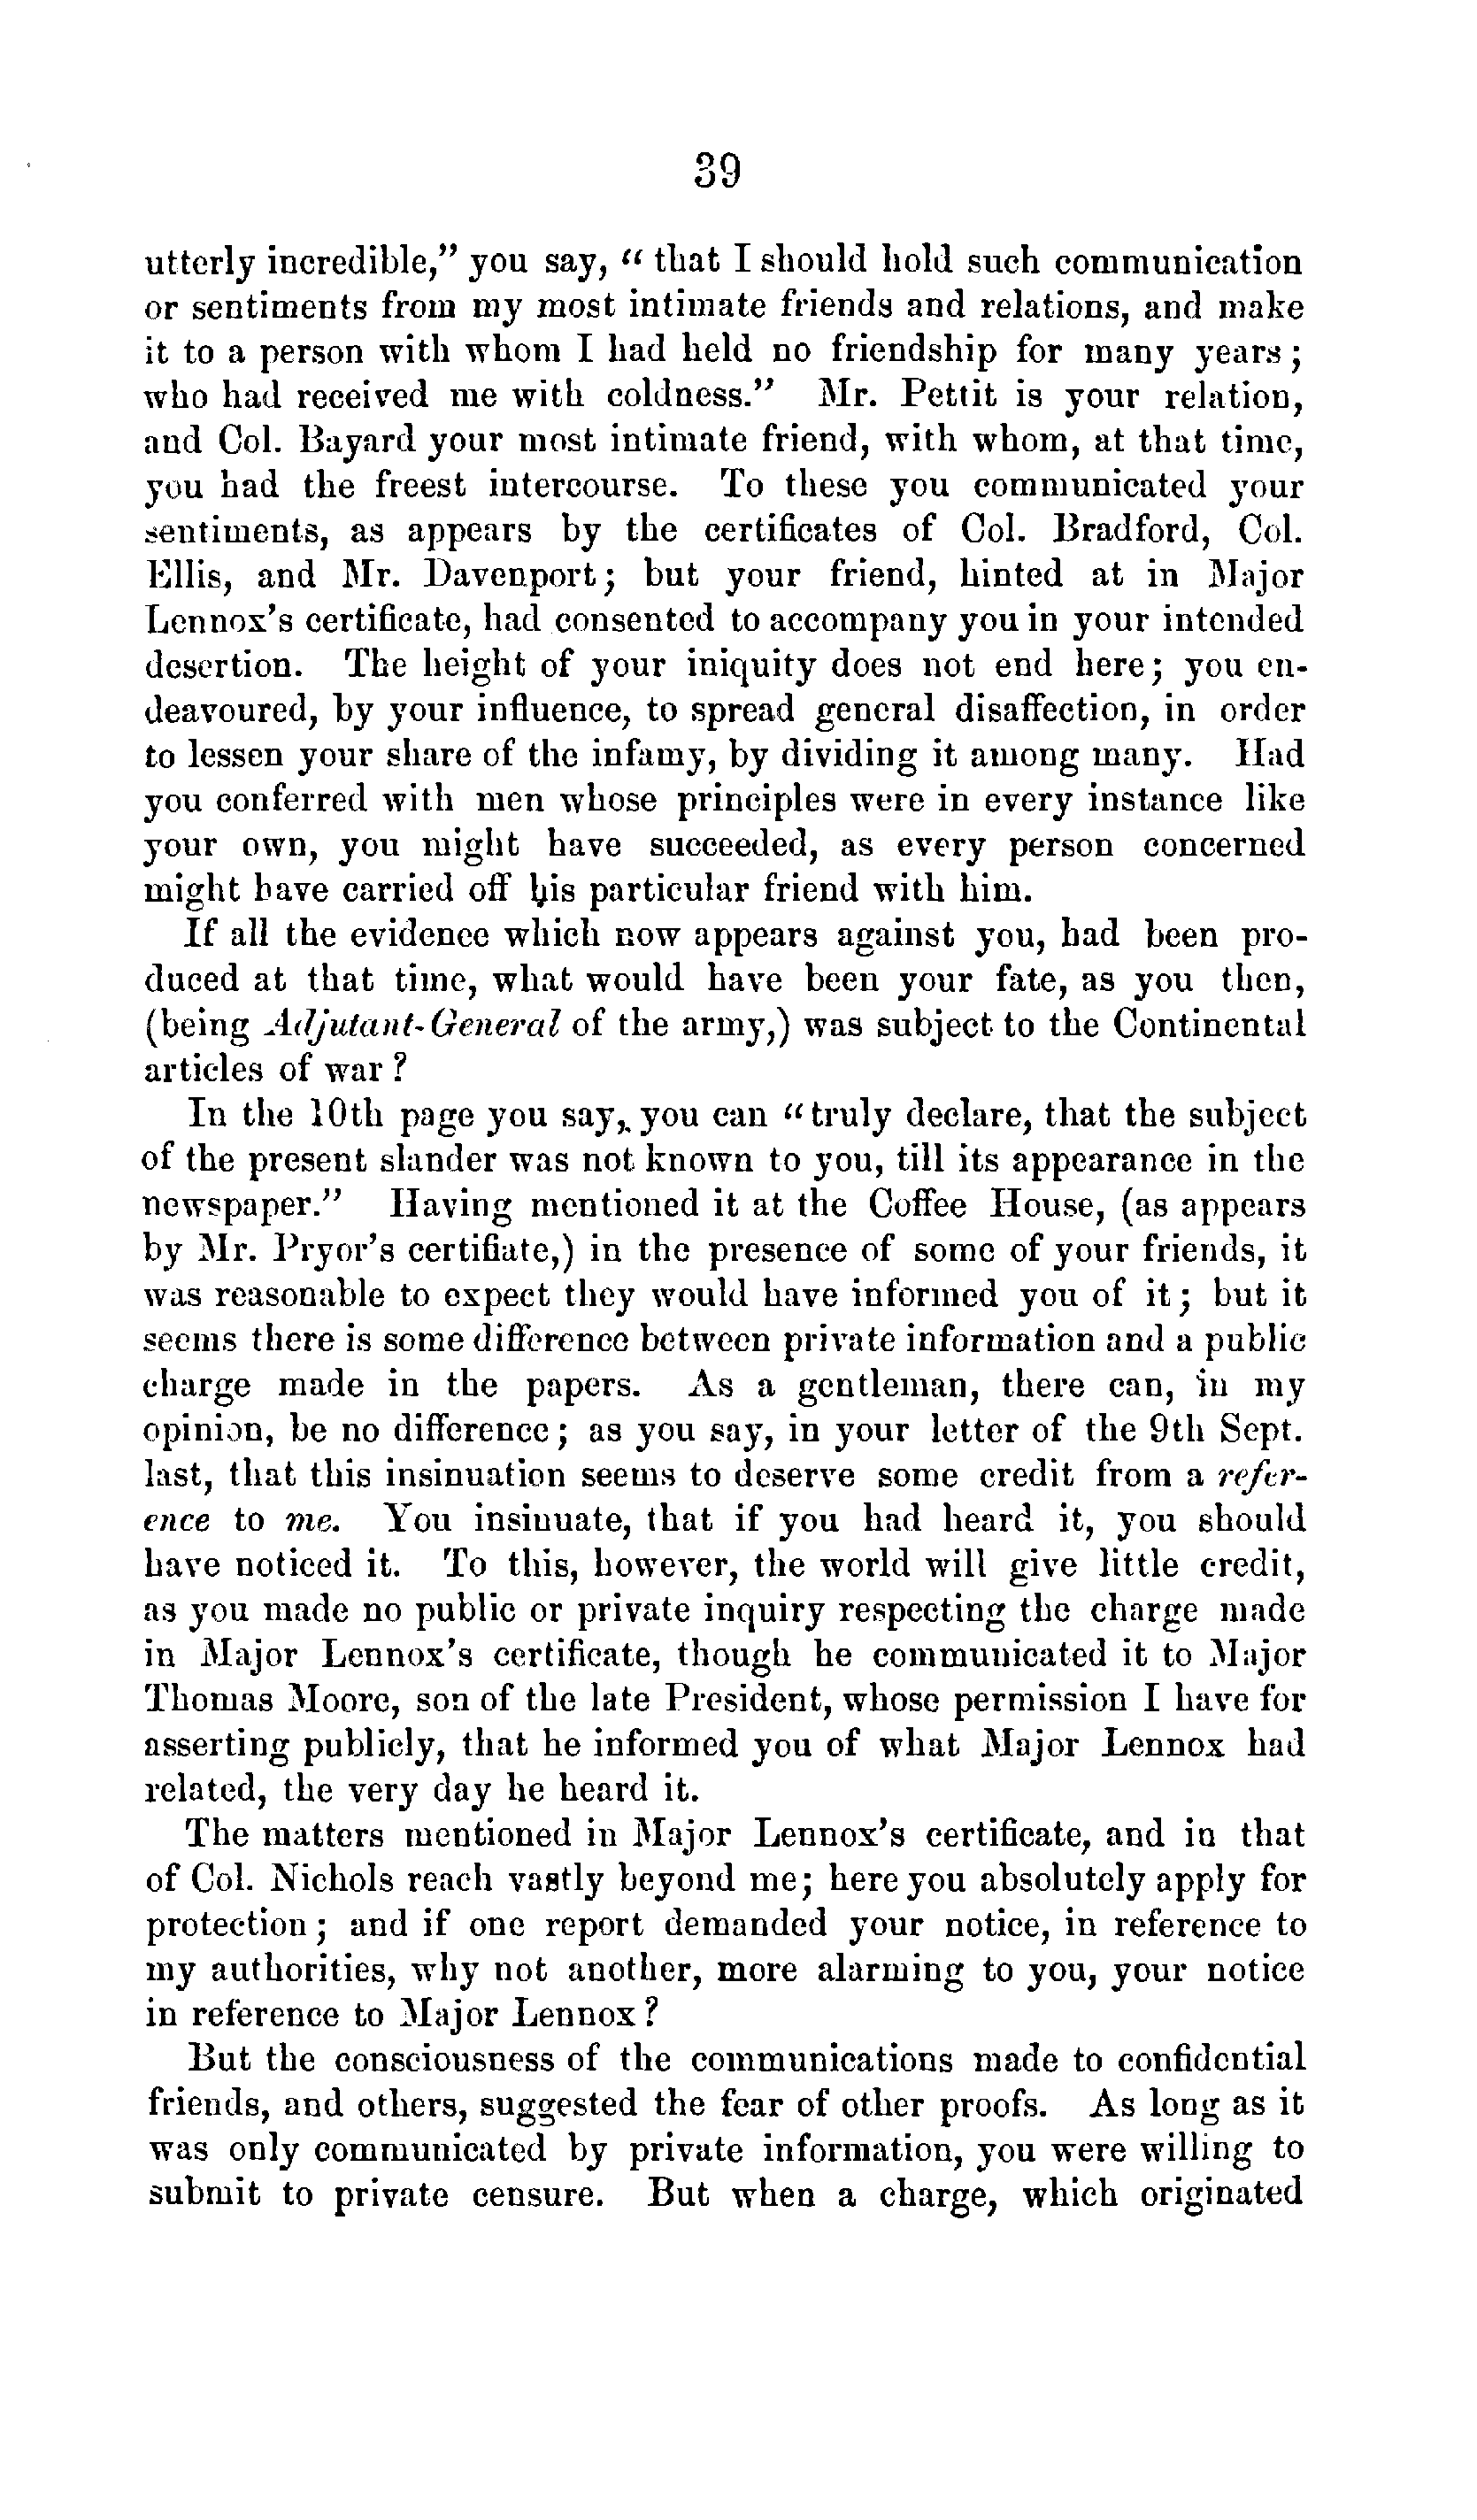 39
utterly incredible," you say, "that I should hold such communication
or sentiments from my most intimate friends and relations, and make
it to a person with whom I had held no friendship for many years;
who had received me with coldness." Mr. Pettit is your relation,
and Col. Bayard your most intimate friend, with whom, at that time,
you had the freest intercourse. To these you communicated your
sentiments, as appears by the certificates of Col. Bradford, Col.
Ellis, and Mr. Davenport; but your friend, hinted at in Major
Lennox's certificate, had consented to accompany you in your intended
desertion. The height of your iniquity does not end here; you en-
deavoured, by your influence, to spread general disaffection, in order
to lessen your share of the infamy, by dividing it among many. Had
you conferred with men whose principles were in every instance like
your own, you might have succeeded, as every person concerned
might have carried off his particular friend with him.
If all the evidence which now appears against you, had been pro-
duced at that time, what would have been your fate, as you then,
(being Adjutant-General of the army,) was subject to the Continental
articles of war?
In the 10th page you say, you can "truly declare, that the subject
of the present slander was not known to you, till its appearance in the
newspaper." Having mentioned it at the Coffee House, (as appears
by Mr. Pryor's certifiate,) in the presence of some of your friends, it
was reasonable to expect they would have informed you of it; but it
seems there is some difference between private information and a public
charge made in the papers. As a gentleman, there can, in my
opinion, be no difference; as you say, in your letter of the 9th Sept.
last, that this insinuation seems to deserve some credit from a refer-
ence to me. You insinuate, that if you had heard it, you should
have noticed it. To this, however, the world will give little credit,
as you made no public or private inquiry respecting the charge made
in Major Lennox's certificate, though he communicated it to Major
Thomas Moore, son of the late President, whose permission I have for
asserting publicly, that he informed you of what Major Lennox had
related, the very day he heard it.
The matters mentioned in Major Lennox's certificate, and in that
of Col. Nichols reach vastly beyond me; here you absolutely apply for
protection; and if one report demanded your notice, in reference to
my authorities, why not another, more alarming to you, your notice
in reference to Major Lennox?
But the consciousness of the communications made to confidential
friends, and others, suggested the fear of other proofs. As long as it
was only communicated by private information, you were willing to
submit to private censure. But when a charge, which originated